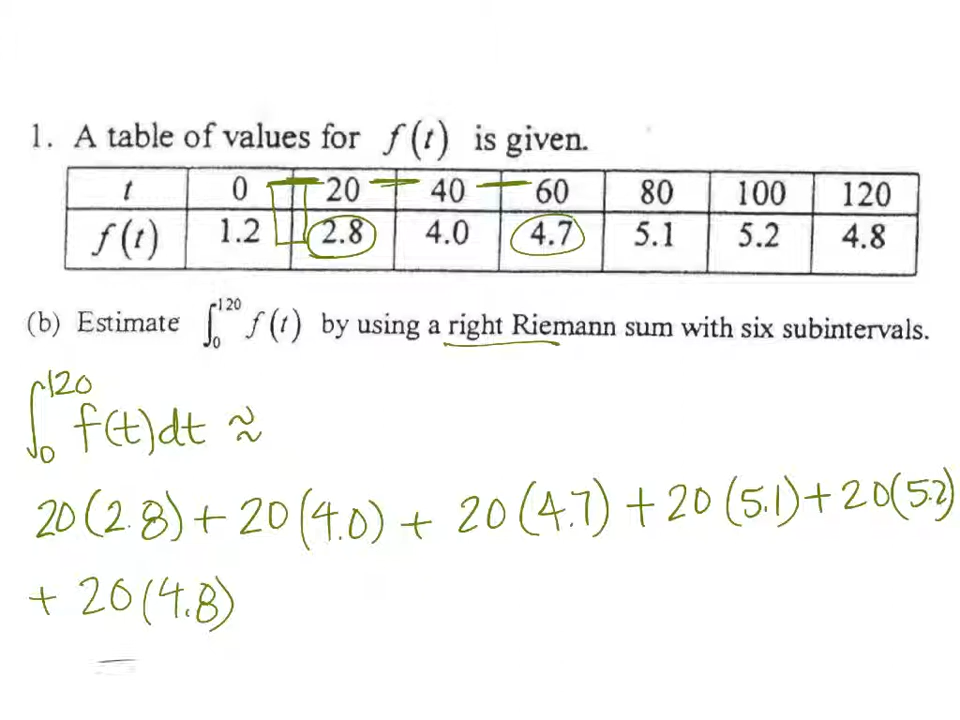 1. A table of values for f(t) is given.
t 0 20 40 60 80 100 120
f(t) 1.2 2.8 4.0 4.7 5.1 5.2 4.8
(b) Estimate ∫₀¹²⁰ f(t) by using a right Riemann sum with six subintervals.
∫₀¹²⁰ f(t)dt ≈
20(2.8) + 20(4.0) + 20(4.7) + 20(5.1) + 20(5.2)
+ 20(4.8)